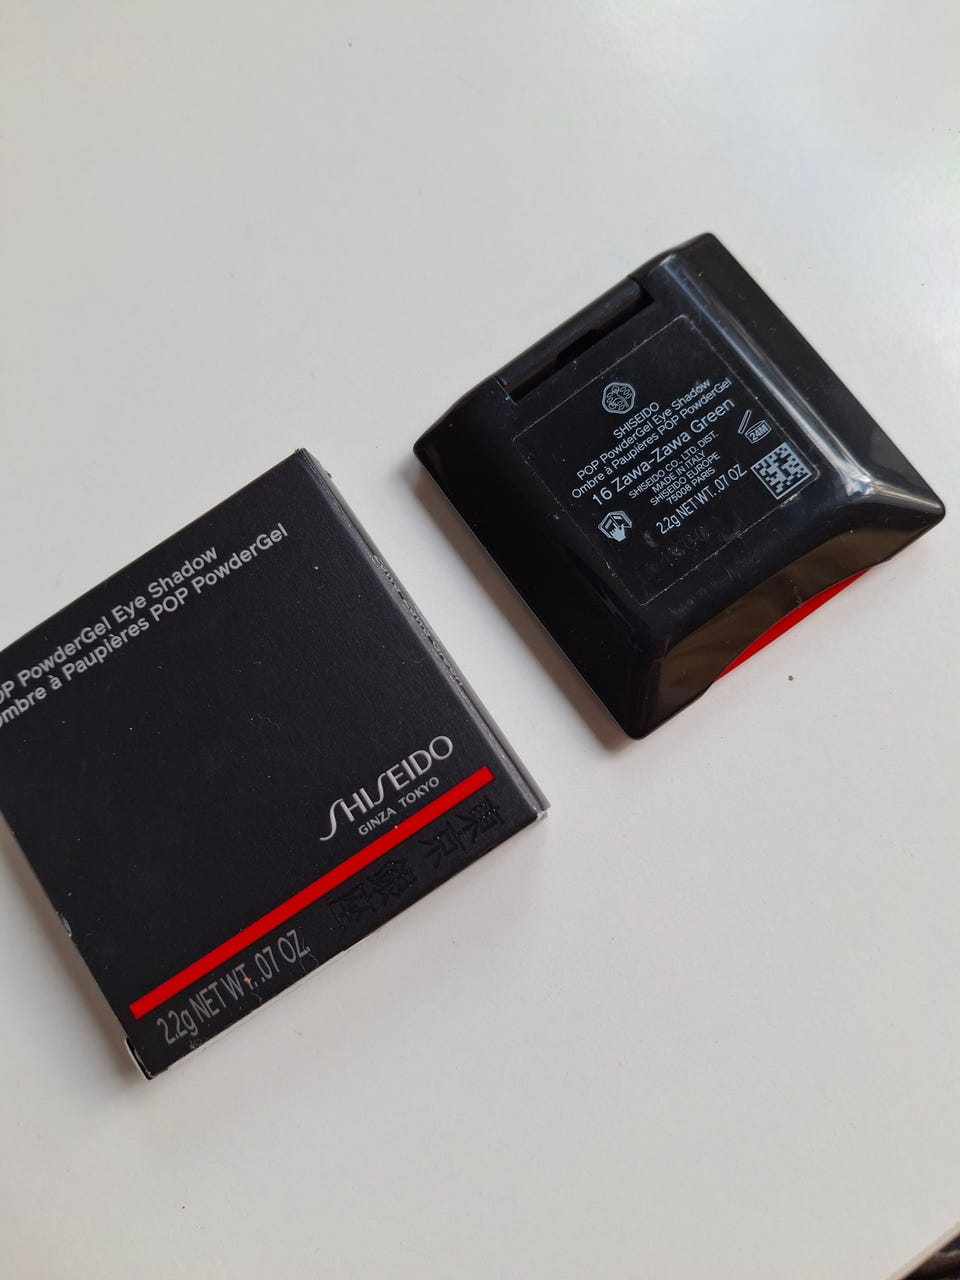 POP PowderGel Eye Shadow
Ombre à Paupières POP PowderGel
SHISEIDO
GINZA TOKYO
東京銀座
2.2g NET WT. .07 OZ.
SHISEIDO
POP PowderGel Eye Shadow
Ombre à Paupières POP PowderGel
16 Zawa-Zawa Green
SHISEIDO CO., LTD. DIST.
MADE IN ITALY
SHISEIDO EUROPE
75008 PARIS
2.2g NET WT. .07 OZ.
24M